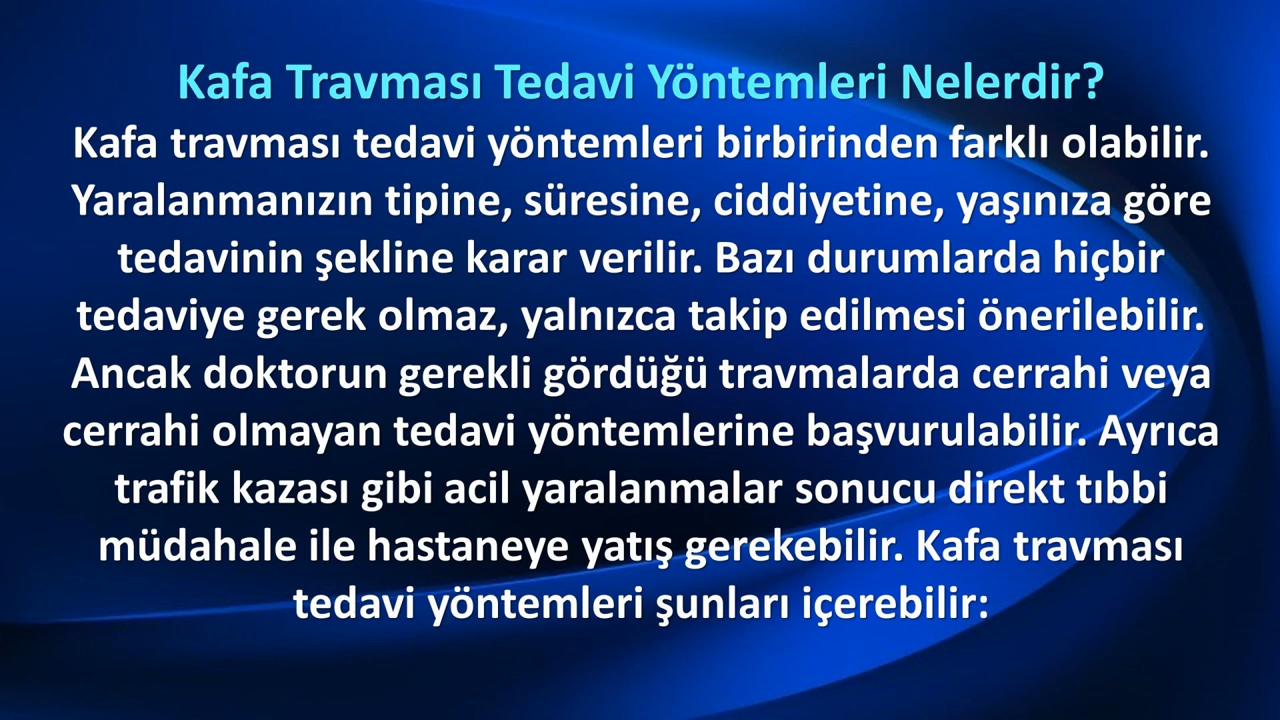 Kafa Travması Tedavi Yöntemleri Nelerdir?
Kafa travması tedavi yöntemleri birbirinden farklı olabilir.
Yaralanmanızın tipine, süresine, ciddiyetine, yaşınıza göre
tedavinin şekline karar verilir. Bazı durumlarda hiçbir
tedaviye gerek olmaz, yalnızca takip edilmesi önerilebilir.
Ancak doktorun gerekli gördüğü travmalarda cerrahi veya
cerrahi olmayan tedavi yöntemlerine başvurulabilir. Ayrıca
trafik kazası gibi acil yaralanmalar sonucu direkt tıbbi
müdahale ile hastaneye yatış gerekebilir. Kafa travması
tedavi yöntemleri şunları içerebilir: